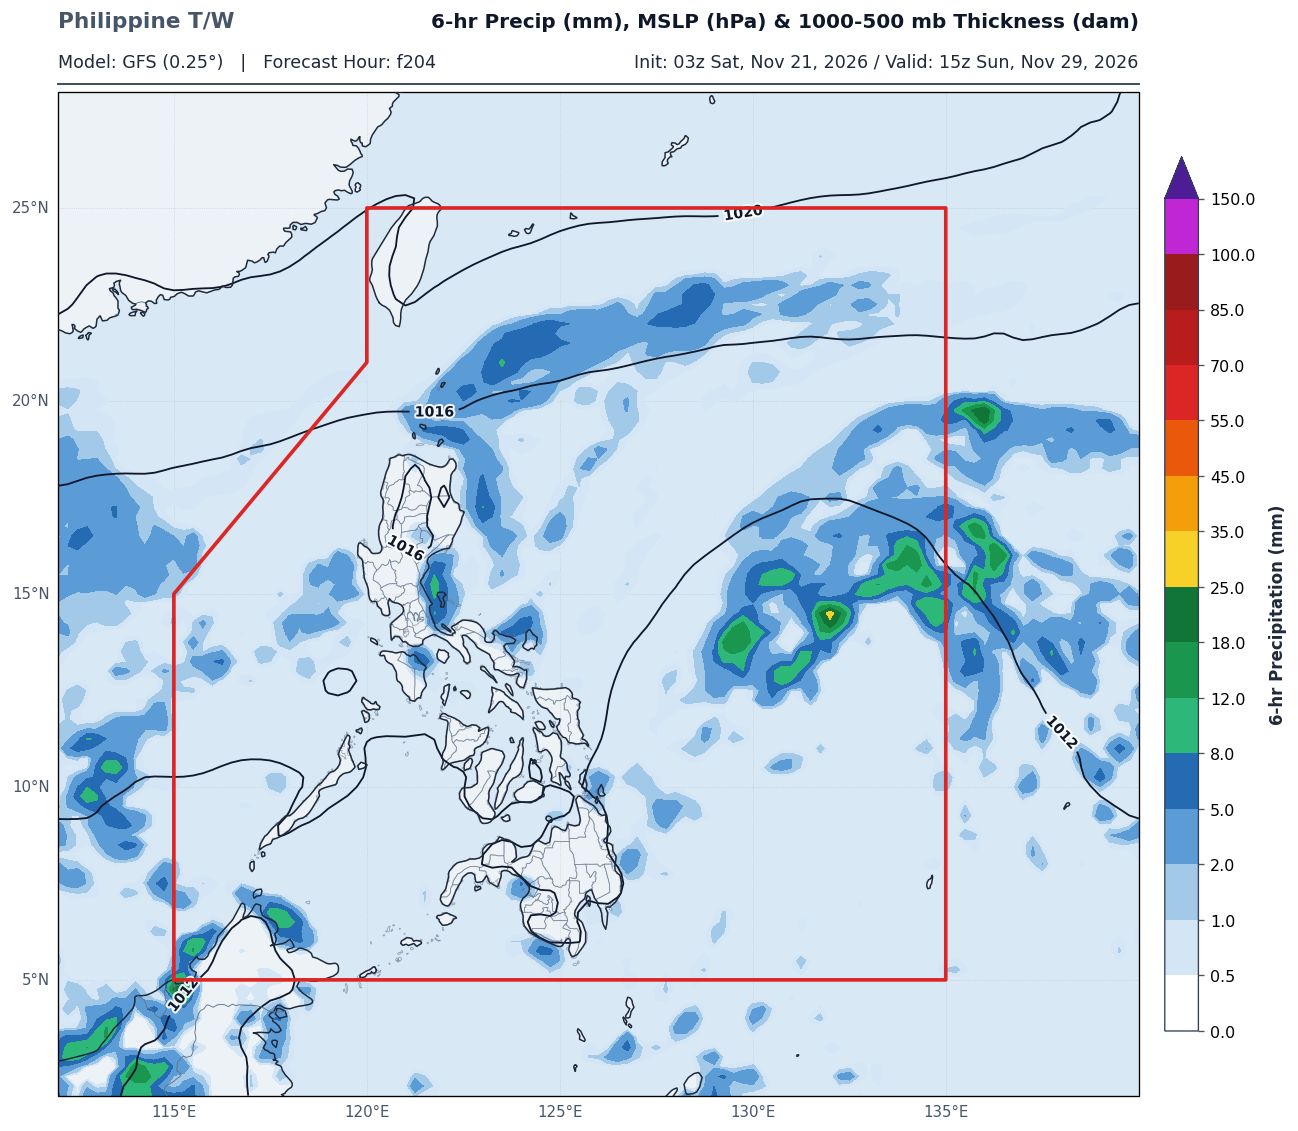 Philippine T/W
6-hr Precip (mm), MSLP (hPa) & 1000-500 mb Thickness (dam)
Model: GFS (0.25°) | Forecast Hour: f204
Init: 03z Sat, Nov 21, 2026 / Valid: 15z Sun, Nov 29, 2026
25°N
20°N
15°N
10°N
5°N
115°E
120°E
125°E
130°E
135°E
1020
1016
1016
1012
1012
150.0
100.0
85.0
70.0
55.0
45.0
35.0
25.0
18.0
12.0
8.0
5.0
2.0
1.0
0.5
0.0
6-hr Precipitation (mm)